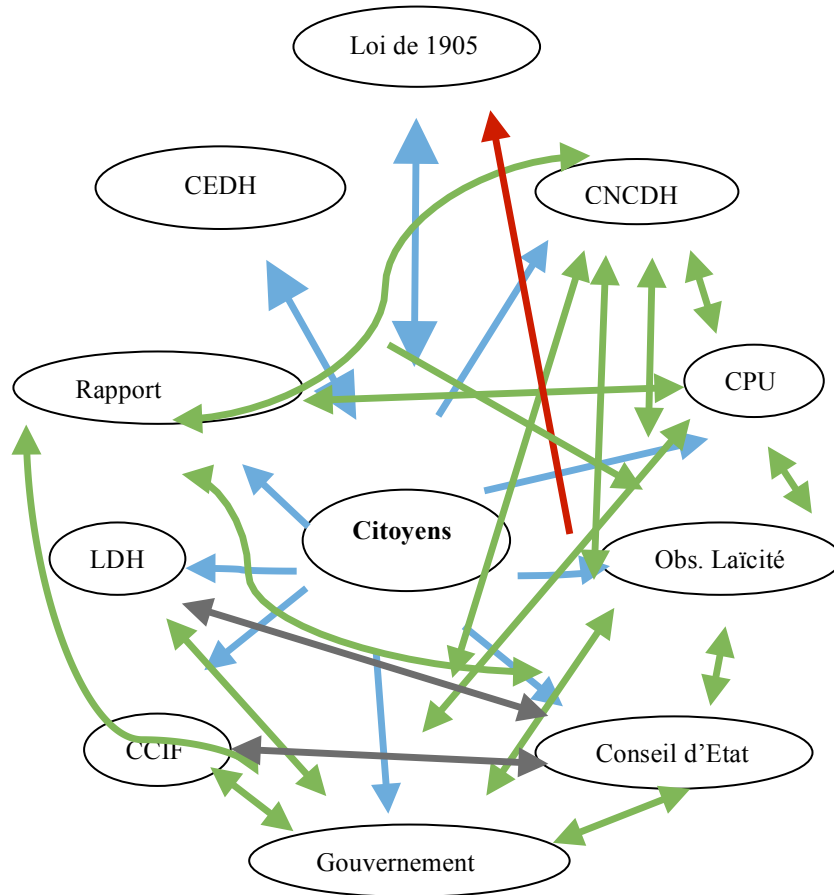 Loi de 1905
CEDH
CNCDH
Rapport
CPU
Citoyens
LDH
Obs. Laïcité
CCIF
Conseil d’Etat
Gouvernement